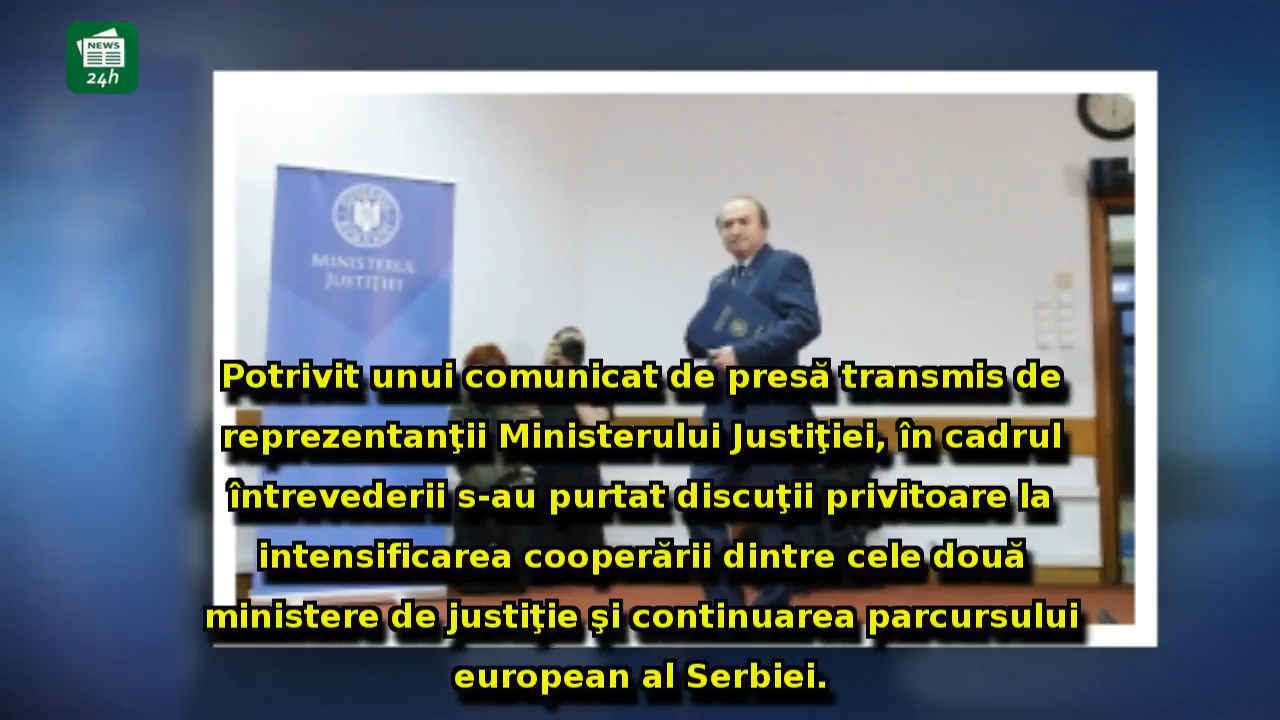 NEWS
24h
MINISTERUL
JUSTIŢIEI
Potrivit unui comunicat de presă transmis de
reprezentanţii Ministerului Justiţiei, în cadrul
întrevederii s-au purtat discuţii privitoare la
intensificarea cooperării dintre cele două
ministere de justiţie şi continuarea parcursului
european al Serbiei.